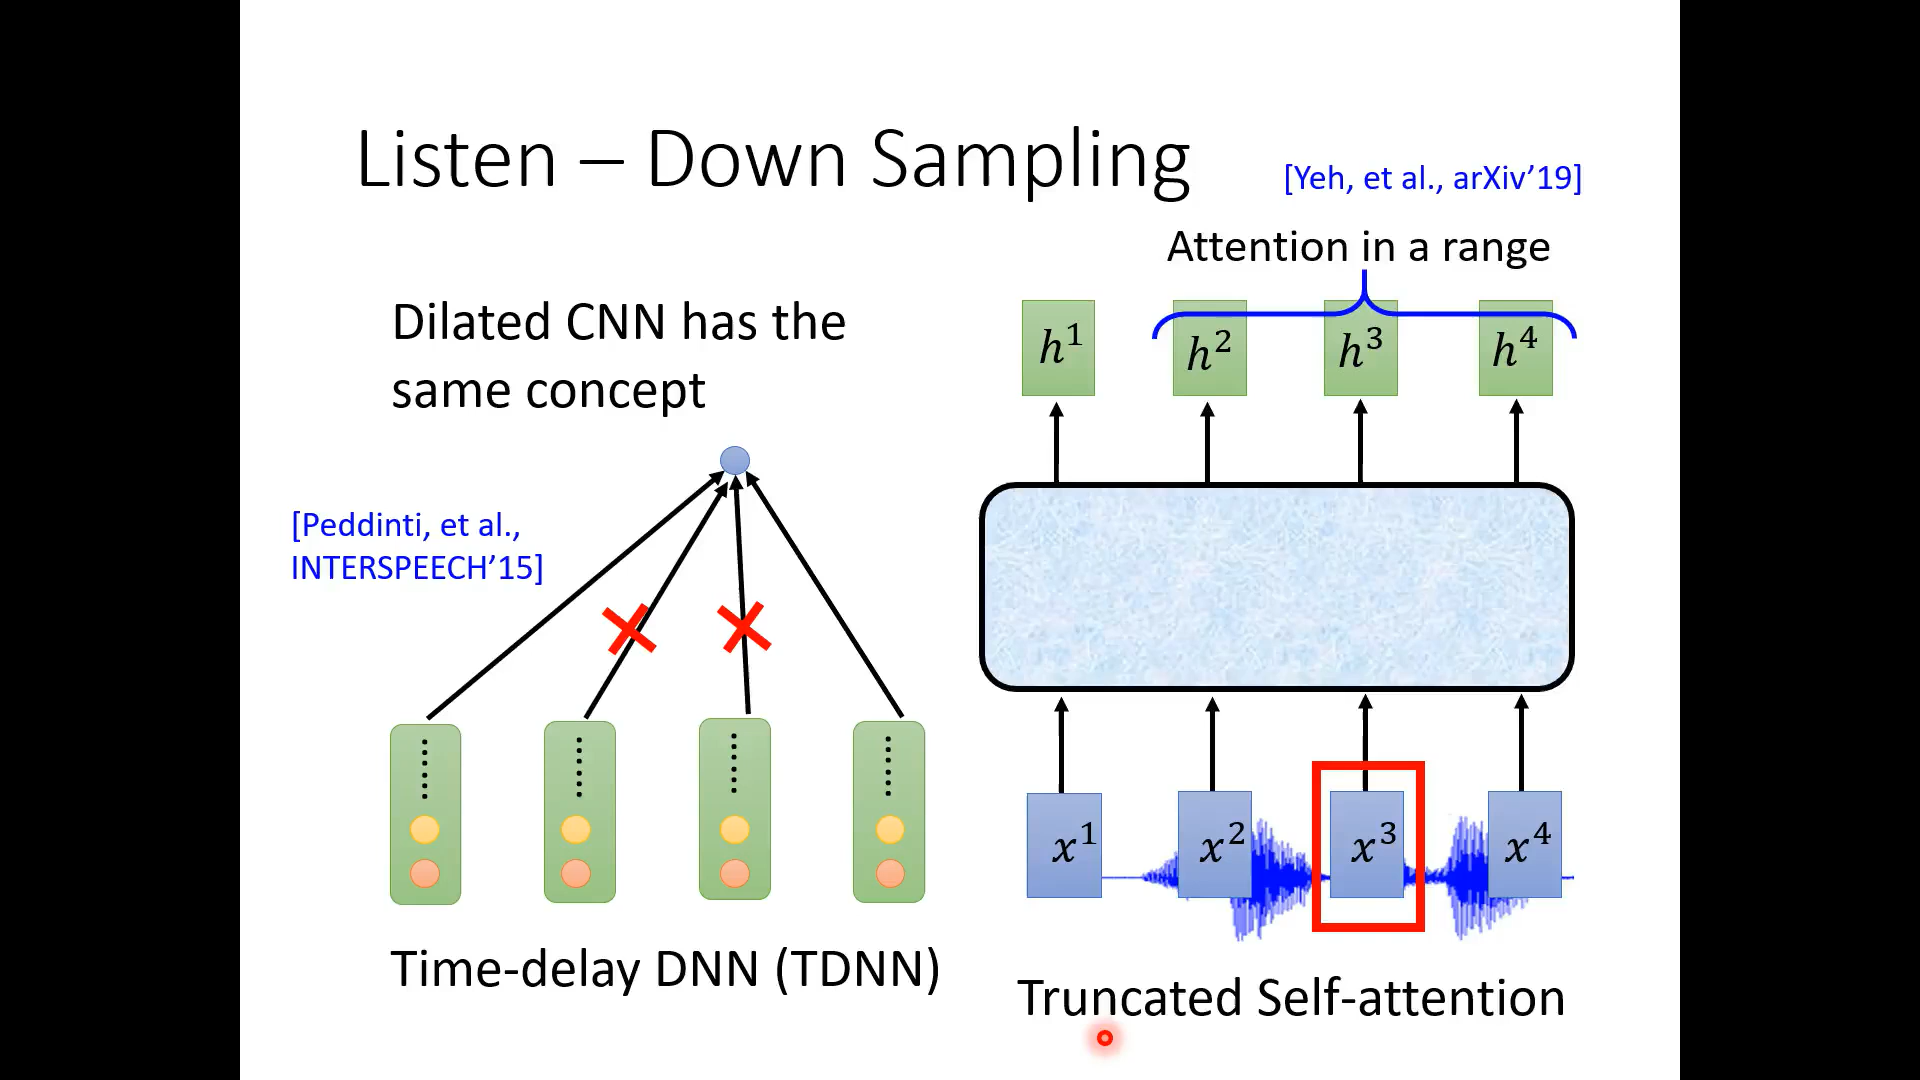 Listen – Down Sampling
[Yeh, et al., arXiv’19]
Attention in a range
Dilated CNN has the
same concept
[Peddinti, et al.,
INTERSPEECH’15]
Time-delay DNN (TDNN)
h¹ h² h³ h⁴
x¹ x² x³ x⁴
Truncated Self-attention